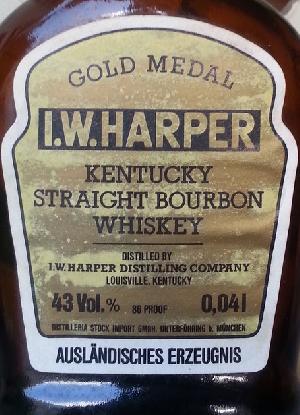 GOLD MEDAL
I.W.HARPER
KENTUCKY
STRAIGHT BOURBON
WHISKEY
DISTILLED BY
I.W. HARPER DISTILLING COMPANY
LOUISVILLE, KENTUCKY
43 Vol.% 86 PROOF 0,04 l
DISTILLERIA STOCK IMPORT GMBH, UNTERFÖHRING b. MÜNCHEN
AUSLÄNDISCHES ERZEUGNIS